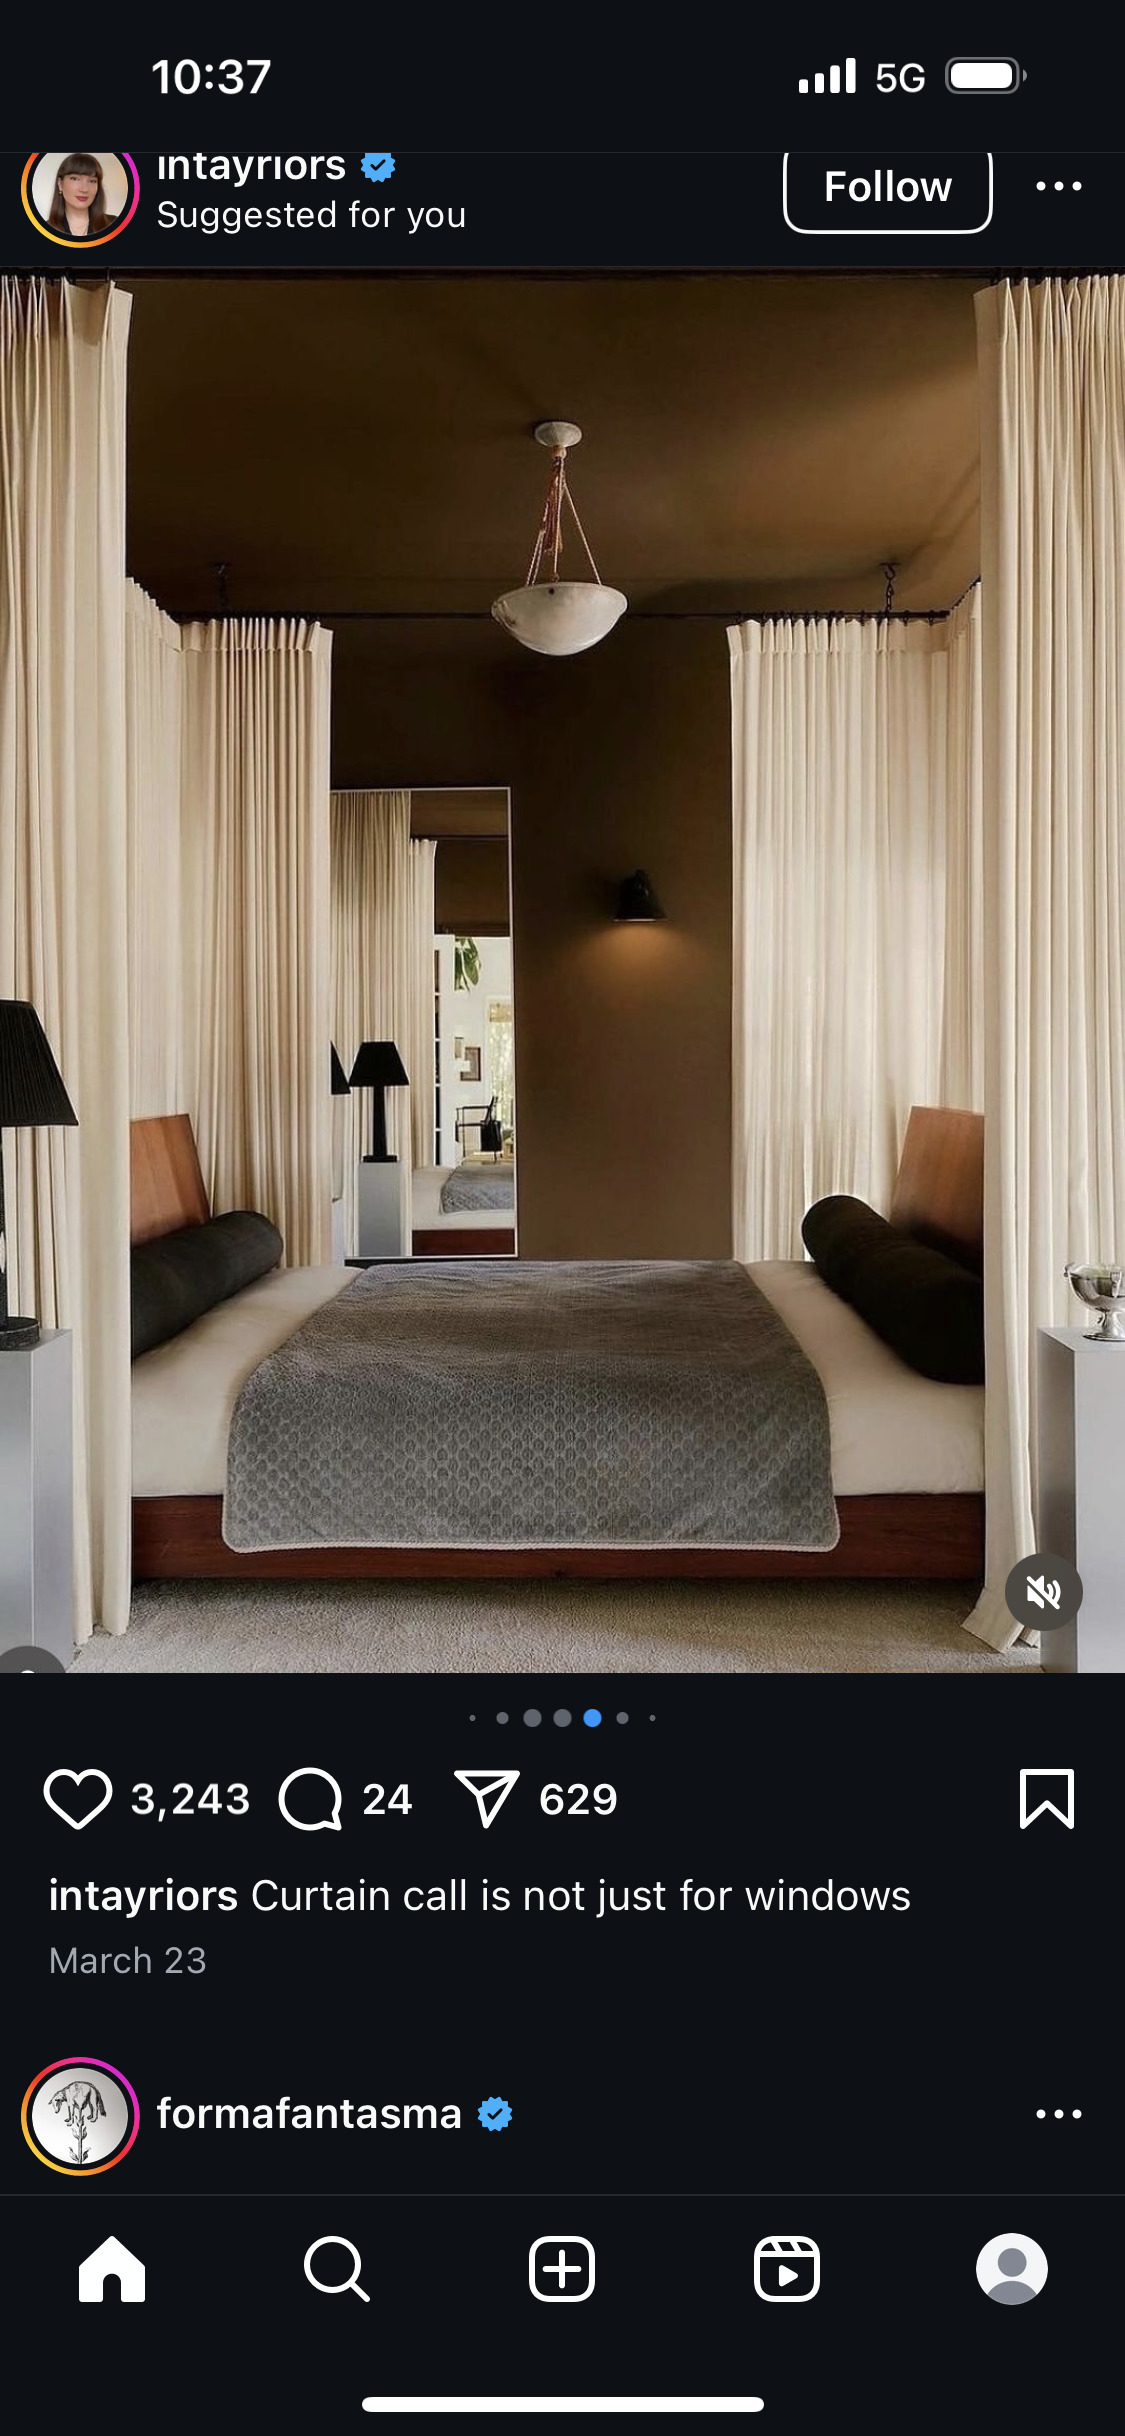 10:37
5G
intayriors
Suggested for you
Follow
3,243
24
629
intayriors Curtain call is not just for windows
March 23
formafantasma